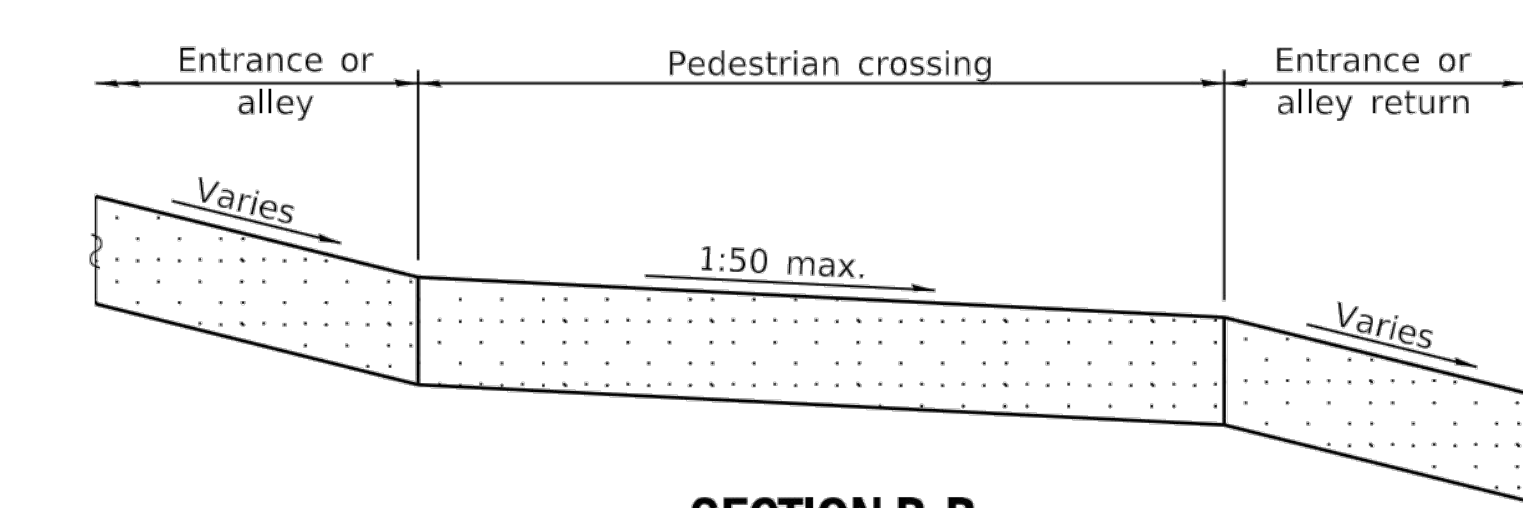 Entrance or
alley
Pedestrian crossing
Entrance or
alley return
Varies
1:50 max.
Varies